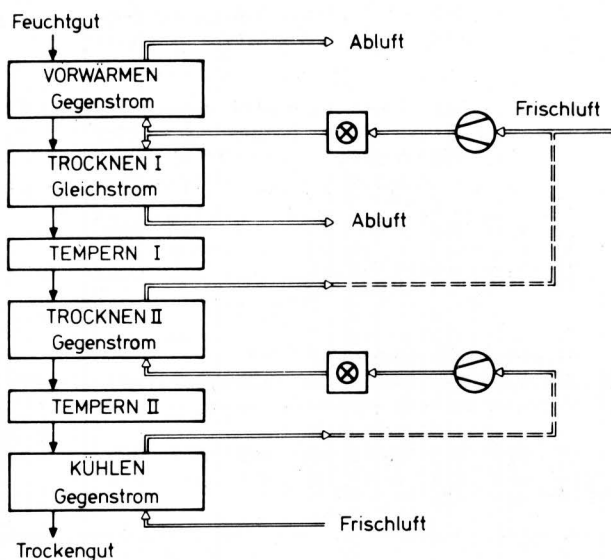 Feuchtgut
Abluft
VORWÄRMEN
Gegenstrom
Frischluft
TROCKNEN I
Gleichstrom
Abluft
TEMPERN I
TROCKNEN II
Gegenstrom
TEMPERN II
KÜHLEN
Gegenstrom
Frischluft
Trockengut